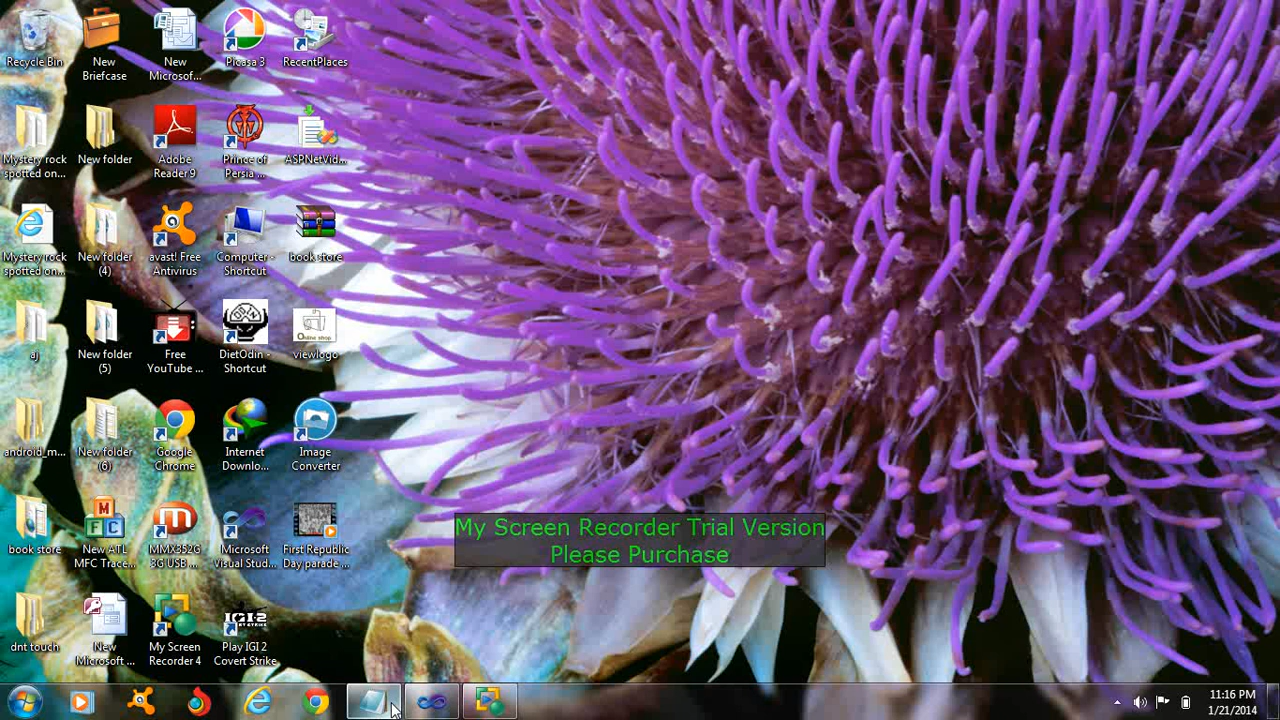 Recycle Bin
New
Briefcase
New
Microsof...
Picasa 3
RecentPlaces
Mystery rock
spotted on...
New folder
Adobe
Reader 9
Prince of
Persia ...
ASPNetVid...
Mystery rock
spotted on...
New folder
(4)
avast! Free
Antivirus
Computer -
Shortcut
book store
aj
New folder
(5)
Free
YouTube ...
DietOdin -
Shortcut
Online shop
viewlogo
android_m...
New folder
(6)
Google
Chrome
Internet
Downlo...
Image
Converter
book store
New ATL
MFC Trace...
MMX352G
3G USB ...
Microsoft
Visual Stud...
First Republic
Day parade ...
My Screen Recorder Trial Version
Please Purchase
dnt touch
New
Microsoft ...
My Screen
Recorder 4
IGI-2
Play IGI 2
Covert Strike
11:16 PM
1/21/2014